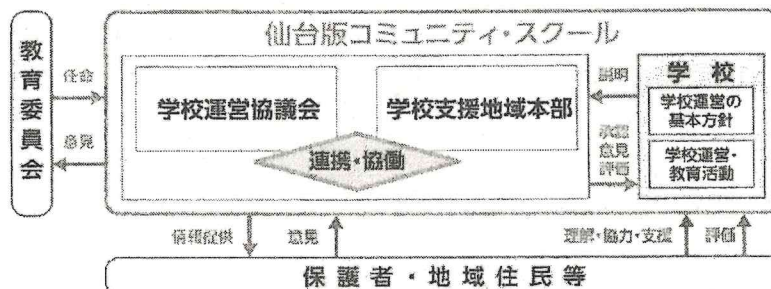 仙台版コミュニティ・スクール
教育委員会
任命
意見
学校運営協議会
学校支援地域本部
連携・協働
説明
承認
意見
評価
学校
学校運営の
基本方針
学校運営・
教育活動
情報提供
意見
理解・協力・支援
評価
保護者・地域住民等